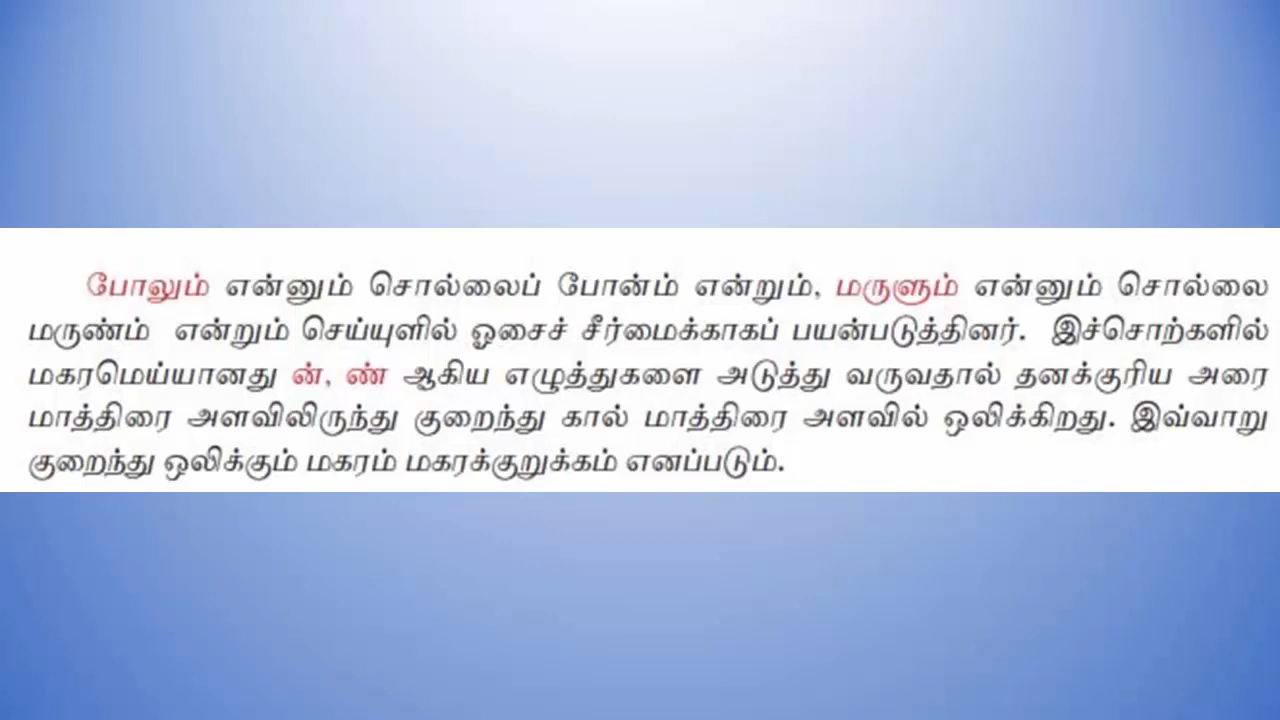 போலும் என்னும் சொல்லைப் போன்ம் என்றும், மருளும் என்னும் சொல்லை
மருண்ம் என்றும் செய்யுளில் ஓசைச் சீர்மைக்காகப் பயன்படுத்தினர். இச்சொற்களில்
மகரமெய்யானது ன், ண் ஆகிய எழுத்துகளை அடுத்து வருவதால் தனக்குரிய அரை
மாத்திரை அளவிலிருந்து குறைந்து கால் மாத்திரை அளவில் ஒலிக்கிறது. இவ்வாறு
குறைந்து ஒலிக்கும் மகரம் மகரக்குறுக்கம் எனப்படும்.